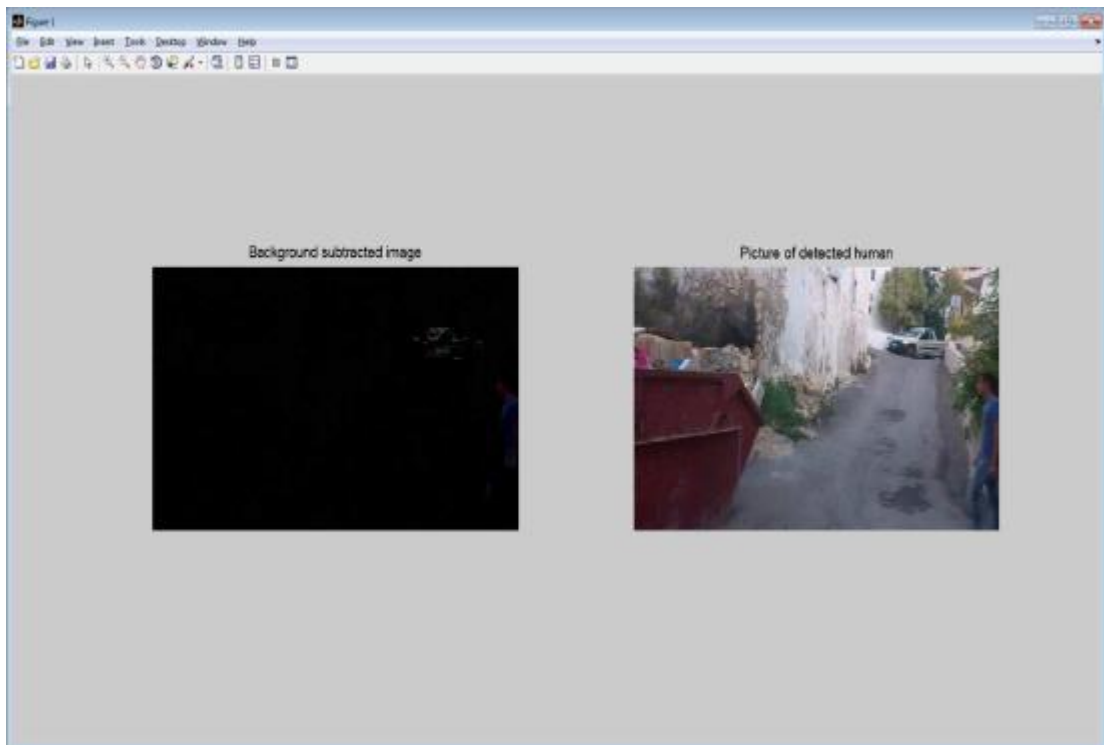 Figure 1
File Edit View Insert Tools Desktop Window Help
Background subtracted image
Picture of detected human